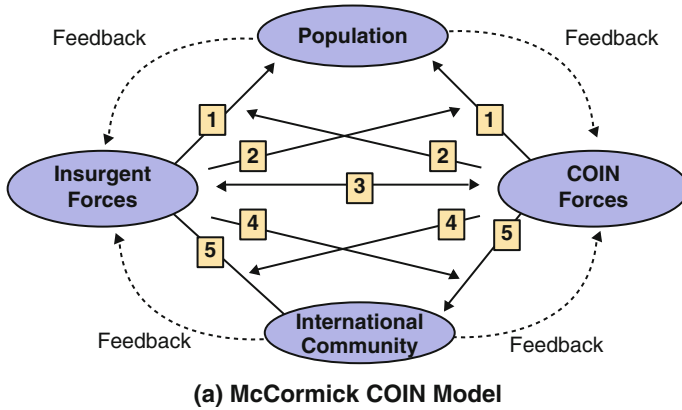 Feedback
Population
Feedback
1
1
2
2
Insurgent
Forces
3
COIN
Forces
4
4
5
5
Feedback
International
Community
Feedback
(a) McCormick COIN Model